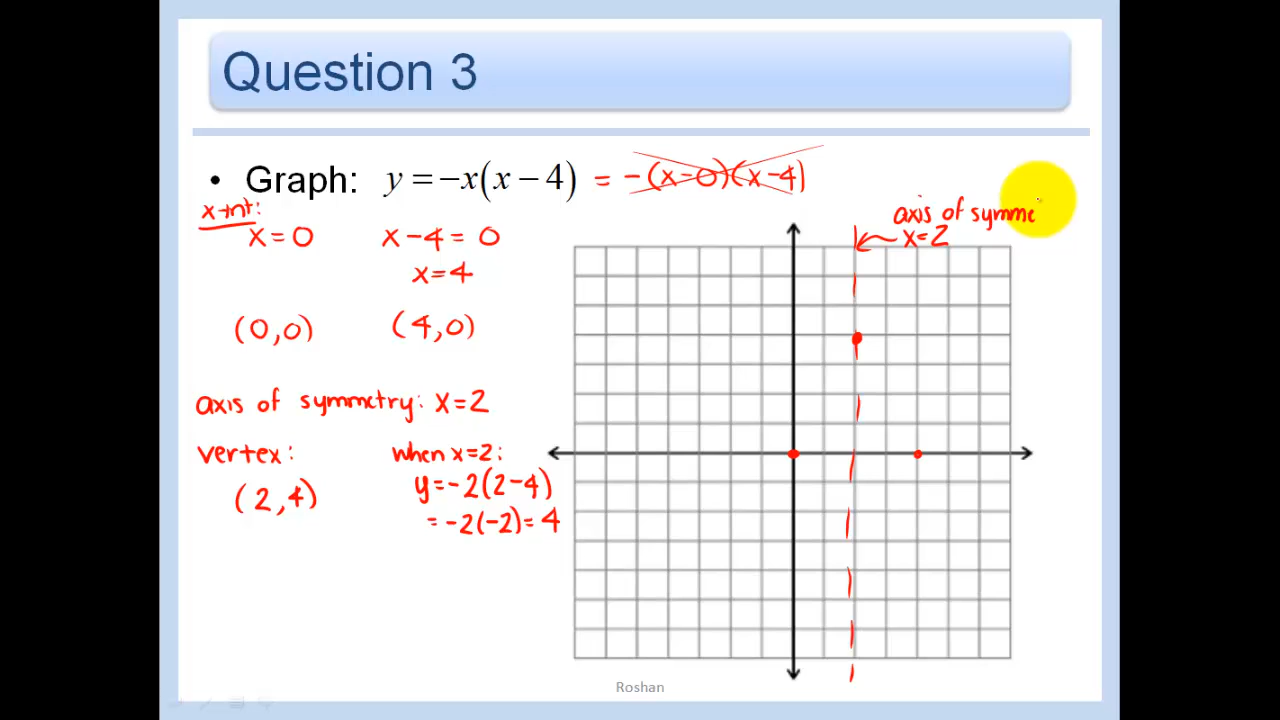 Question 3
• Graph: y = −x(x − 4) = -(x-0)(x-4)
x-int:
x=0 x-4=0
x=4
(0,0) (4,0)
axis of symme
x=2
axis of symmetry: x=2
vertex: when x=2:
(2,4) y=-2(2-4)
=-2(-2)=4
Roshan